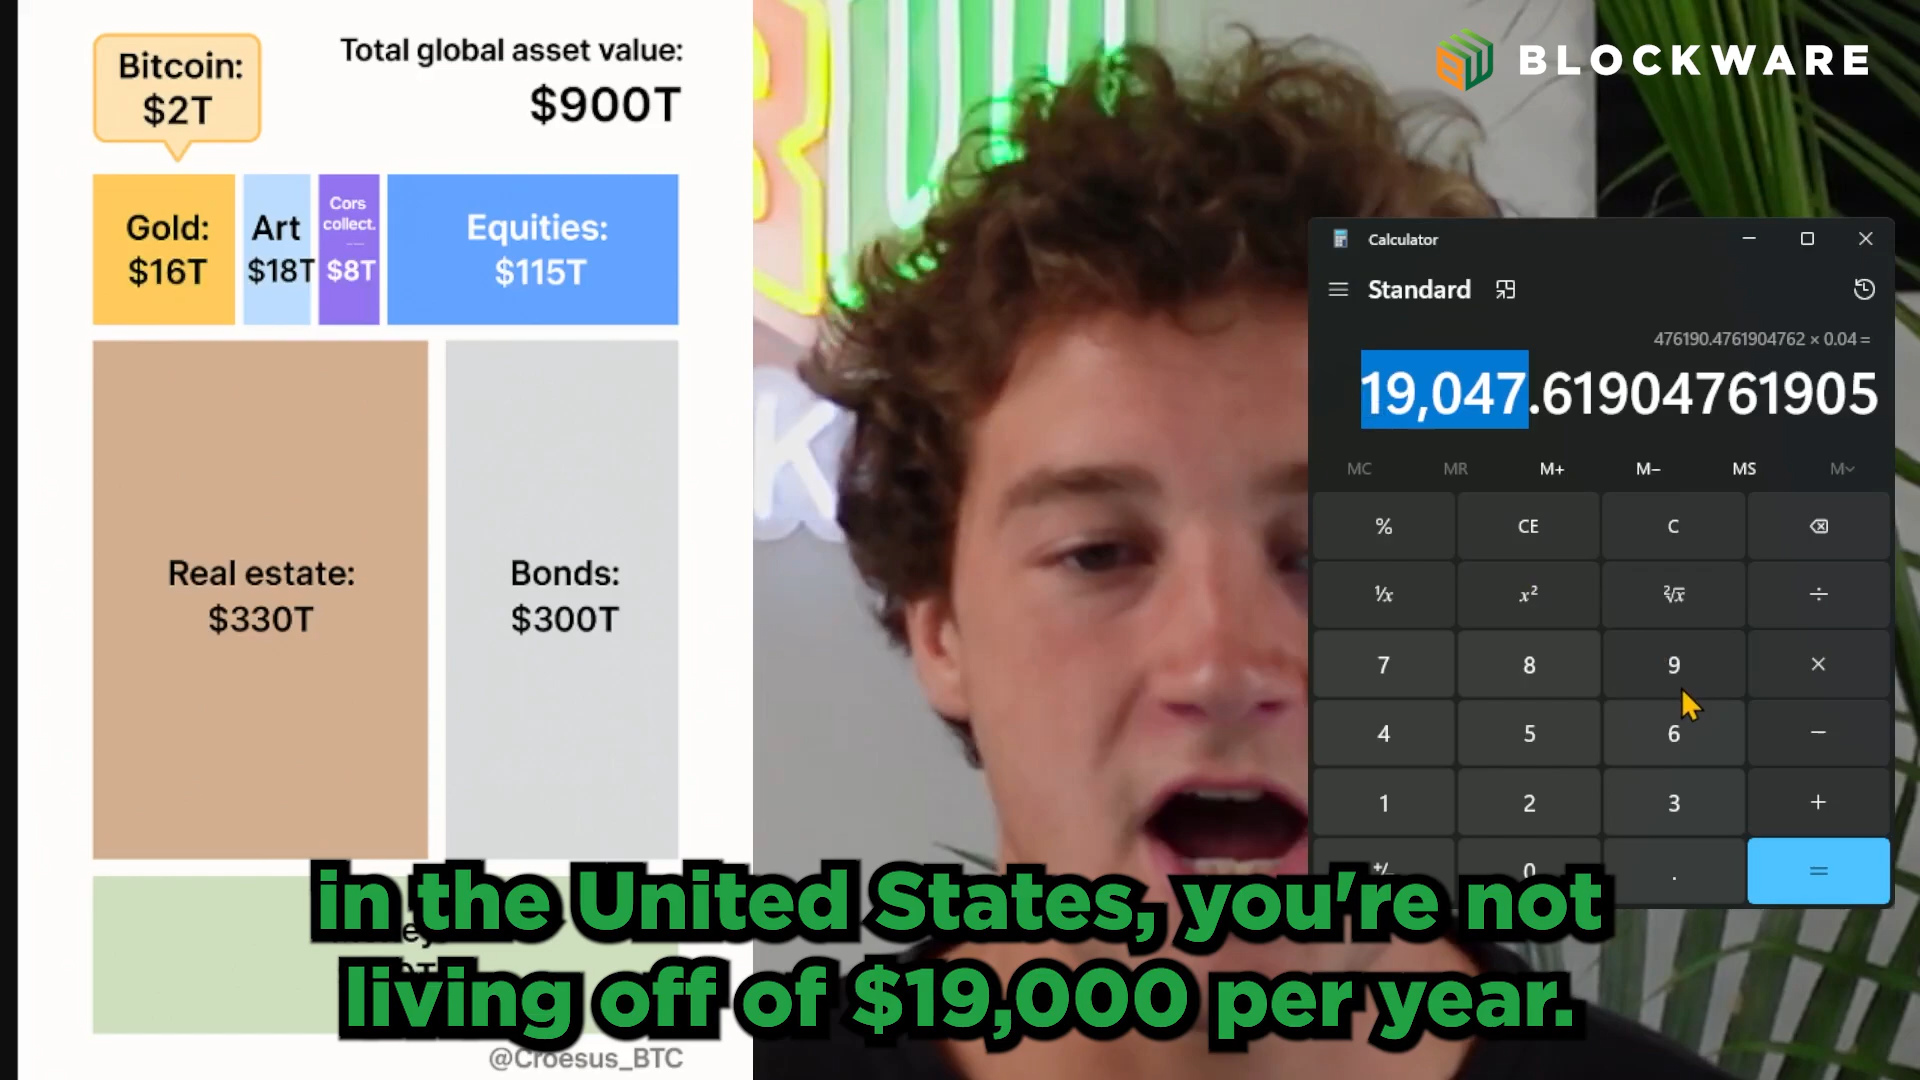 Bitcoin:
$2T
Total global asset value:
$900T
Gold:
$16T
Art
$18T
Cors
collect.
$8T
Equities:
$115T
Real estate:
$330T
Bonds:
$300T
@Croesus_BTC
BLOCKWARE
Calculator
Standard
476190.4761904762 × 0.04 =
19,047.61904761905
MC MR M+ M− MS M
% CE C
⅟x x² ²√x ÷
7 8 9 ×
4 5 6 −
1 2 3 +
+/− 0 . =
in the United States, you're not
living off of $19,000 per year.